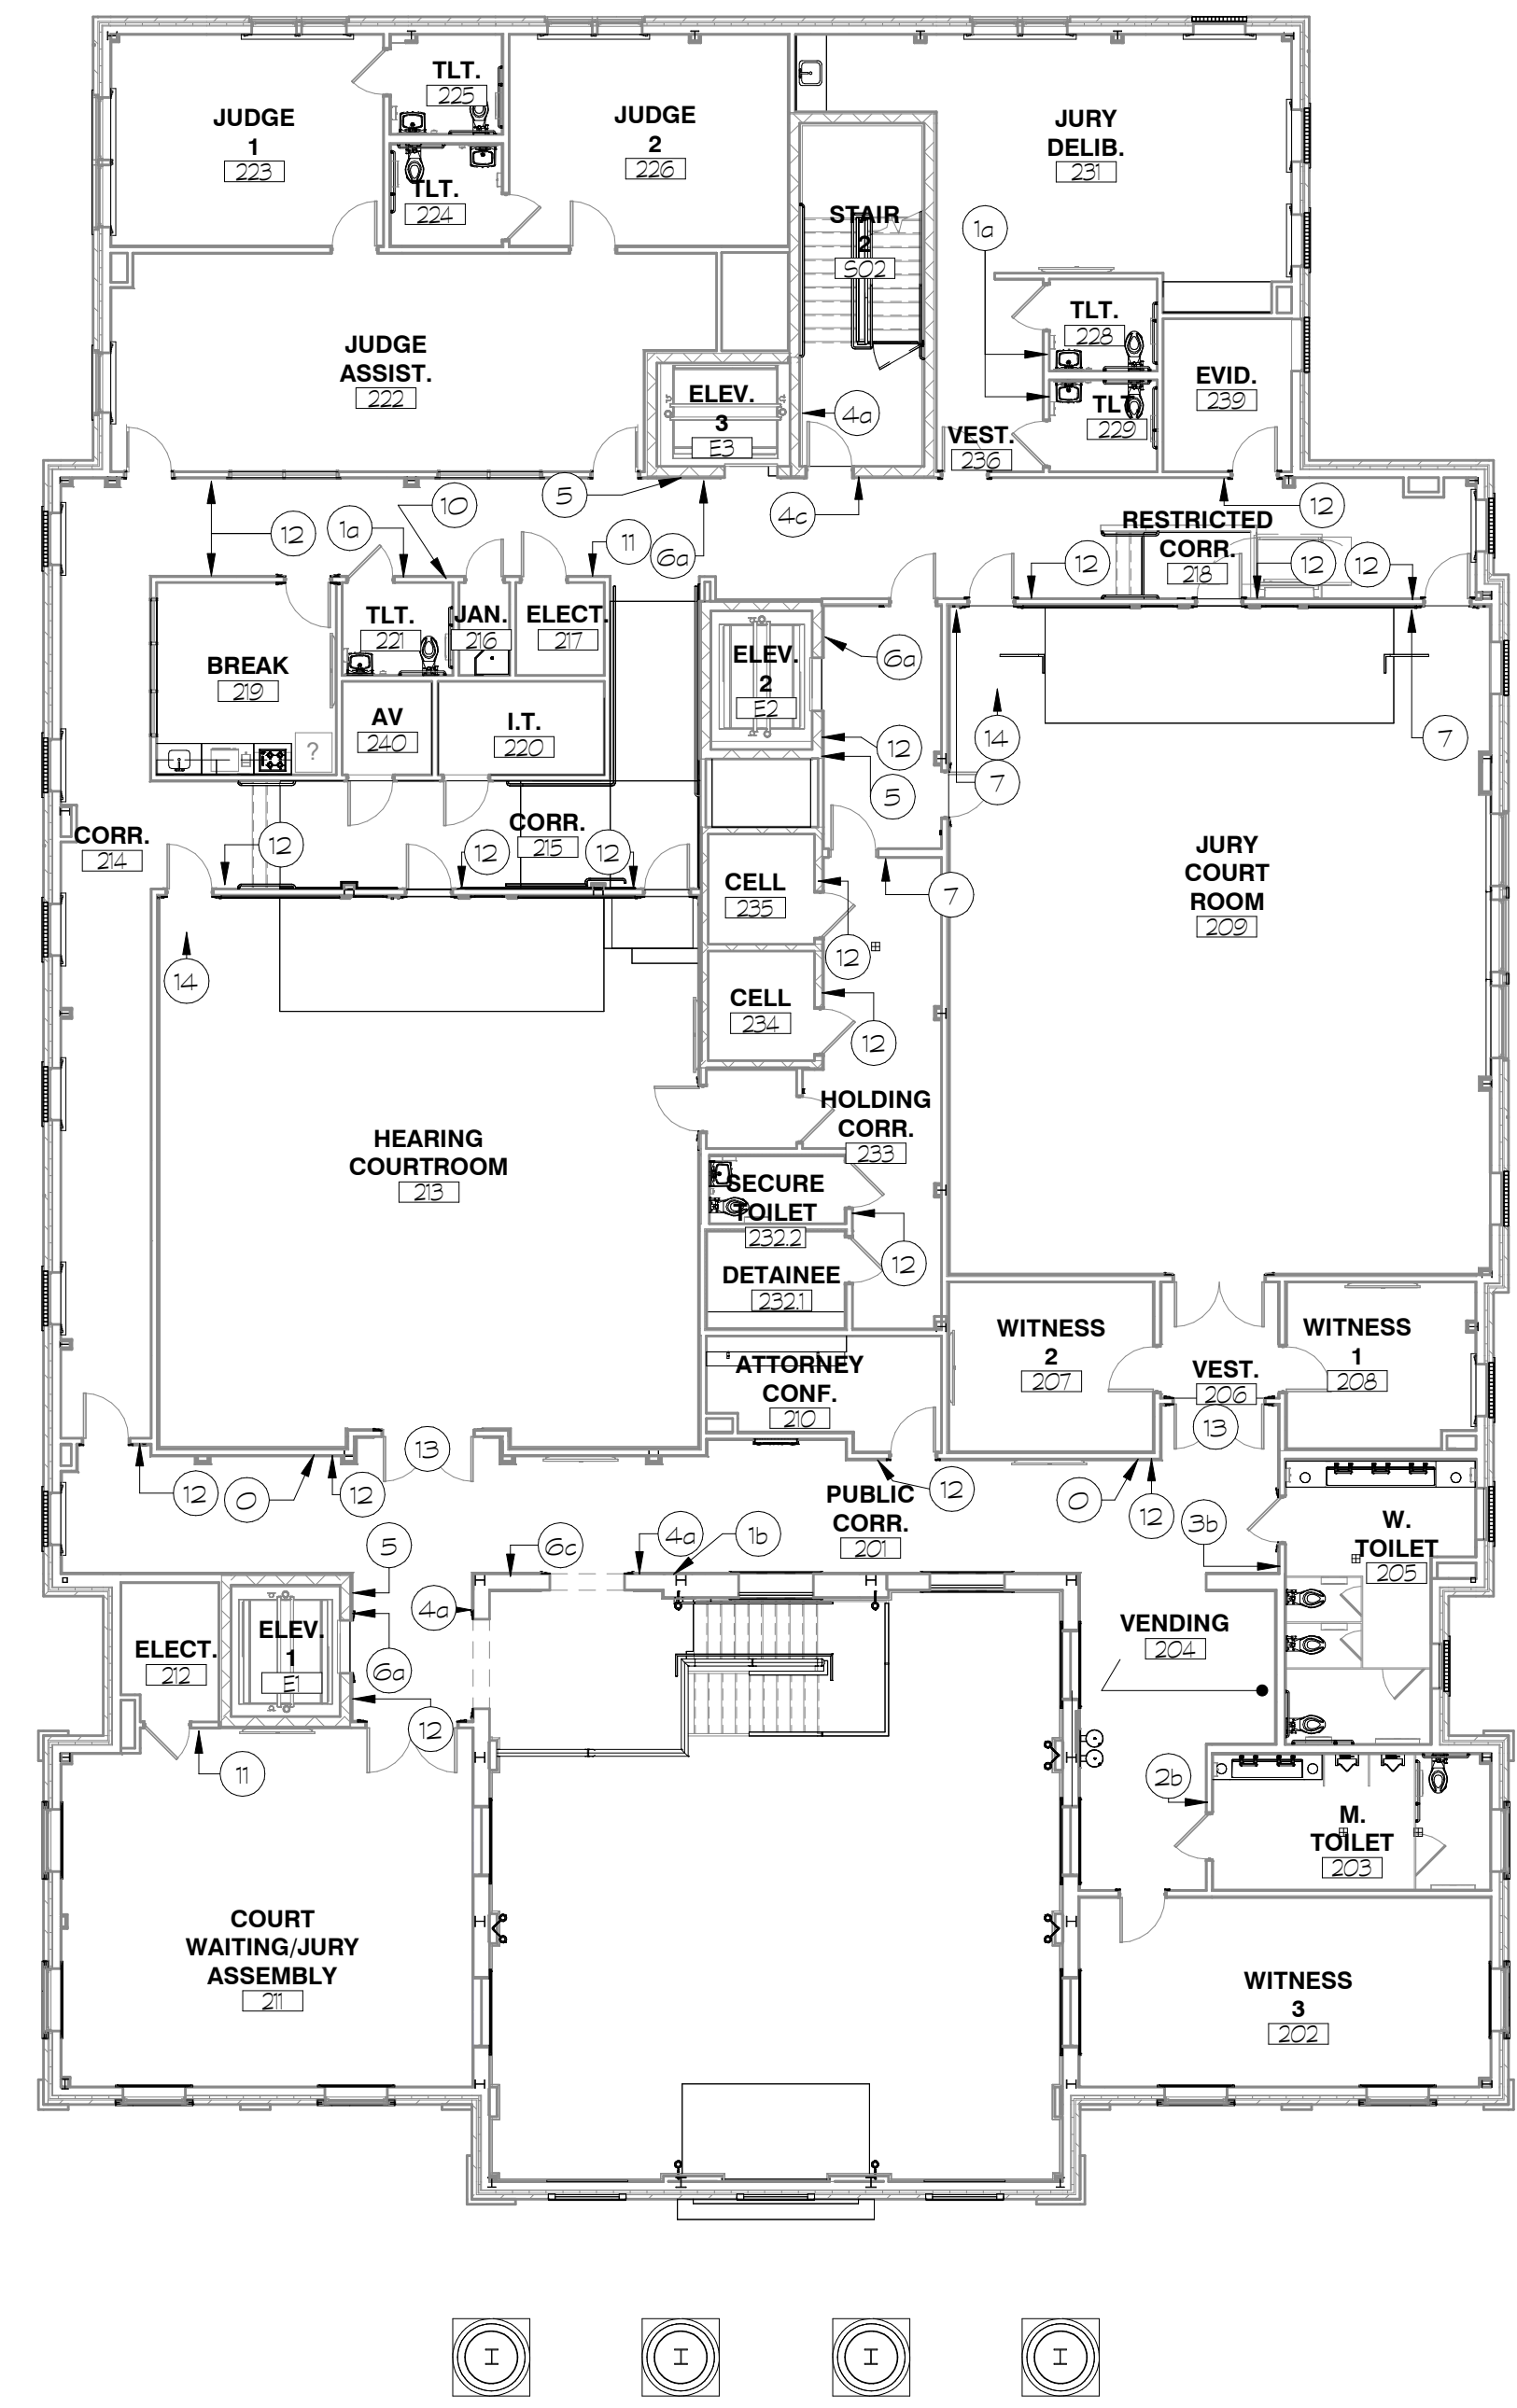 TLT.
225
JUDGE
1
223
JUDGE
2
226
JURY
DELIB.
231
TLT.
224
STAIR
2
S02
1a
TLT.
228
JUDGE
ASSIST.
222
ELEV.
3
E3
4a
EVID.
239
TLT.
229
VEST.
236
5
10
12
1a
11
6a
4c
12
RESTRICTED
CORR.
218
12
12
12
TLT.
221
JAN.
216
ELECT.
217
BREAK
219
ELEV.
2
E2
6a
AV
240
I.T.
220
?
12
14
7
7
5
CORR.
214
12
CORR.
215
12
12
JURY
COURT
ROOM
209
CELL
235
7
14
12
CELL
234
12
HOLDING
CORR.
233
HEARING
COURTROOM
213
SECURE
TOILET
232.2
12
DETAINEE
232.1
WITNESS
2
207
WITNESS
1
208
VEST.
206
ATTORNEY
CONF.
210
13
13
12
0
12
12
0
12
PUBLIC
CORR.
201
3b
W.
TOILET
205
5
6c
4a
1b
4a
ELEV.
1
E1
ELECT.
212
6a
12
VENDING
204
11
2b
M.
TOILET
203
COURT
WAITING/JURY
ASSEMBLY
211
WITNESS
3
202